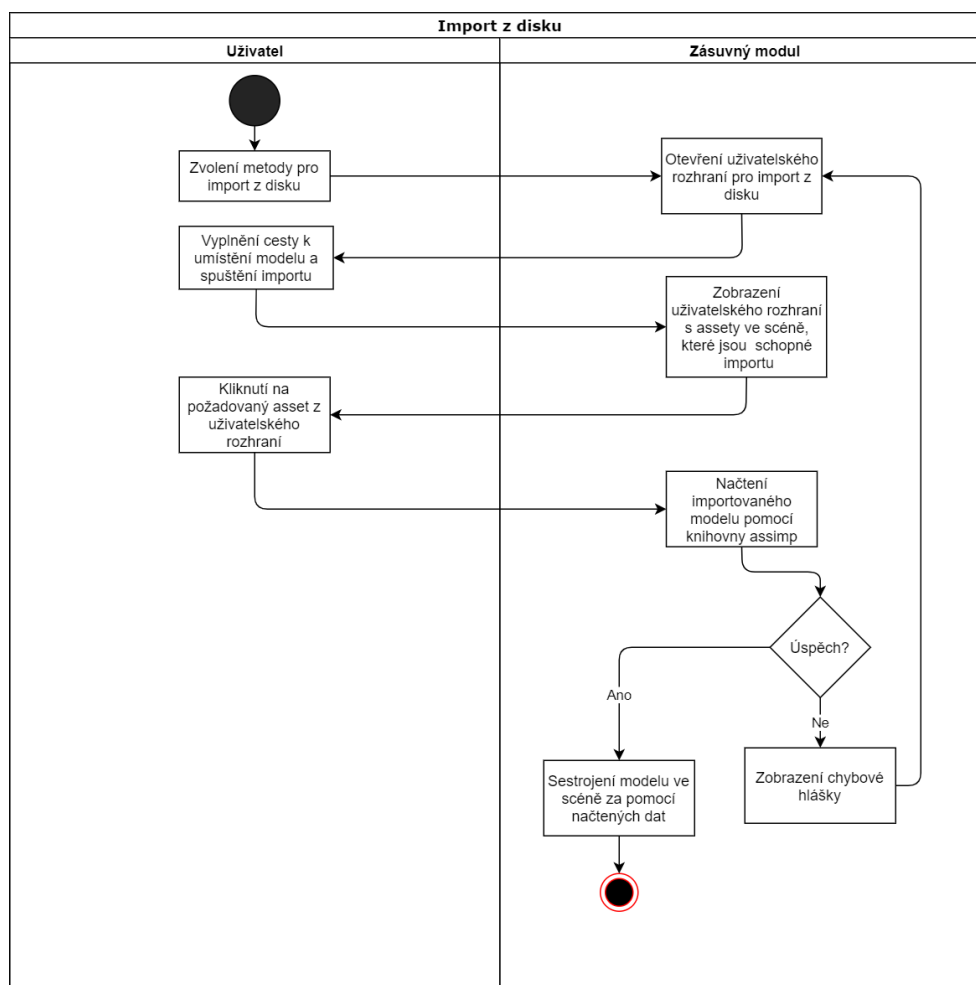 Import z disku
Uživatel
Zásuvný modul
Zvolení metody pro
import z disku
Otevření uživatelského
rozhraní pro import z
disku
Vyplnění cesty k
umístění modelu a
spuštění importu
Zobrazení
uživatelského rozhraní
s assety ve scéně,
které jsou schopné
importu
Kliknutí na
požadovaný asset z
uživatelského
rozhraní
Načtení
importovaného
modelu pomocí
knihovny assimp
Úspěch?
Ano
Ne
Sestrojení modelu ve
scéně za pomocí
načtených dat
Zobrazení chybové
hlášky